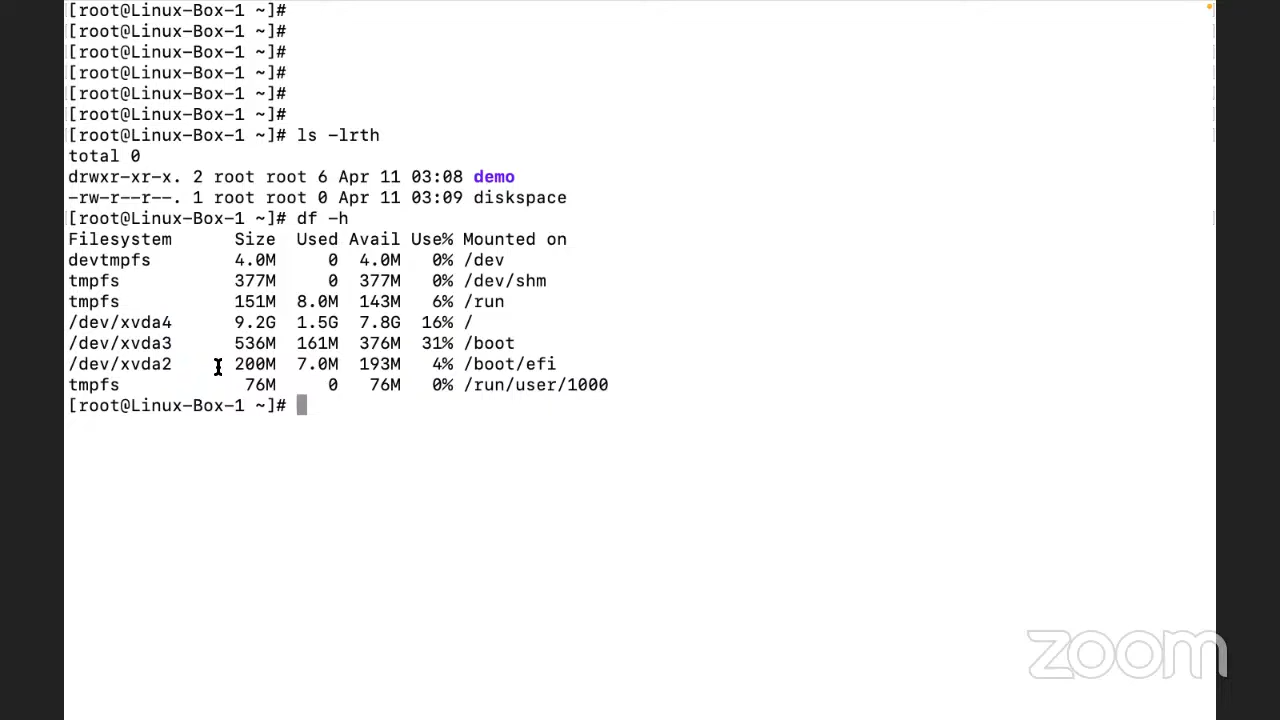 [root@Linux-Box-1 ~]#
[root@Linux-Box-1 ~]#
[root@Linux-Box-1 ~]#
[root@Linux-Box-1 ~]#
[root@Linux-Box-1 ~]#
[root@Linux-Box-1 ~]#
[root@Linux-Box-1 ~]# ls -lrth
total 0
drwxr-xr-x. 2 root root 6 Apr 11 03:08 demo
-rw-r--r--. 1 root root 0 Apr 11 03:09 diskspace
[root@Linux-Box-1 ~]# df -h
Filesystem      Size  Used Avail Use% Mounted on
devtmpfs        4.0M     0  4.0M   0% /dev
tmpfs           377M     0  377M   0% /dev/shm
tmpfs           151M  8.0M  143M   6% /run
/dev/xvda4      9.2G  1.5G  7.8G  16% /
/dev/xvda3      536M  161M  376M  31% /boot
/dev/xvda2      200M  7.0M  193M   4% /boot/efi
tmpfs            76M     0   76M   0% /run/user/1000
[root@Linux-Box-1 ~]#
zoom